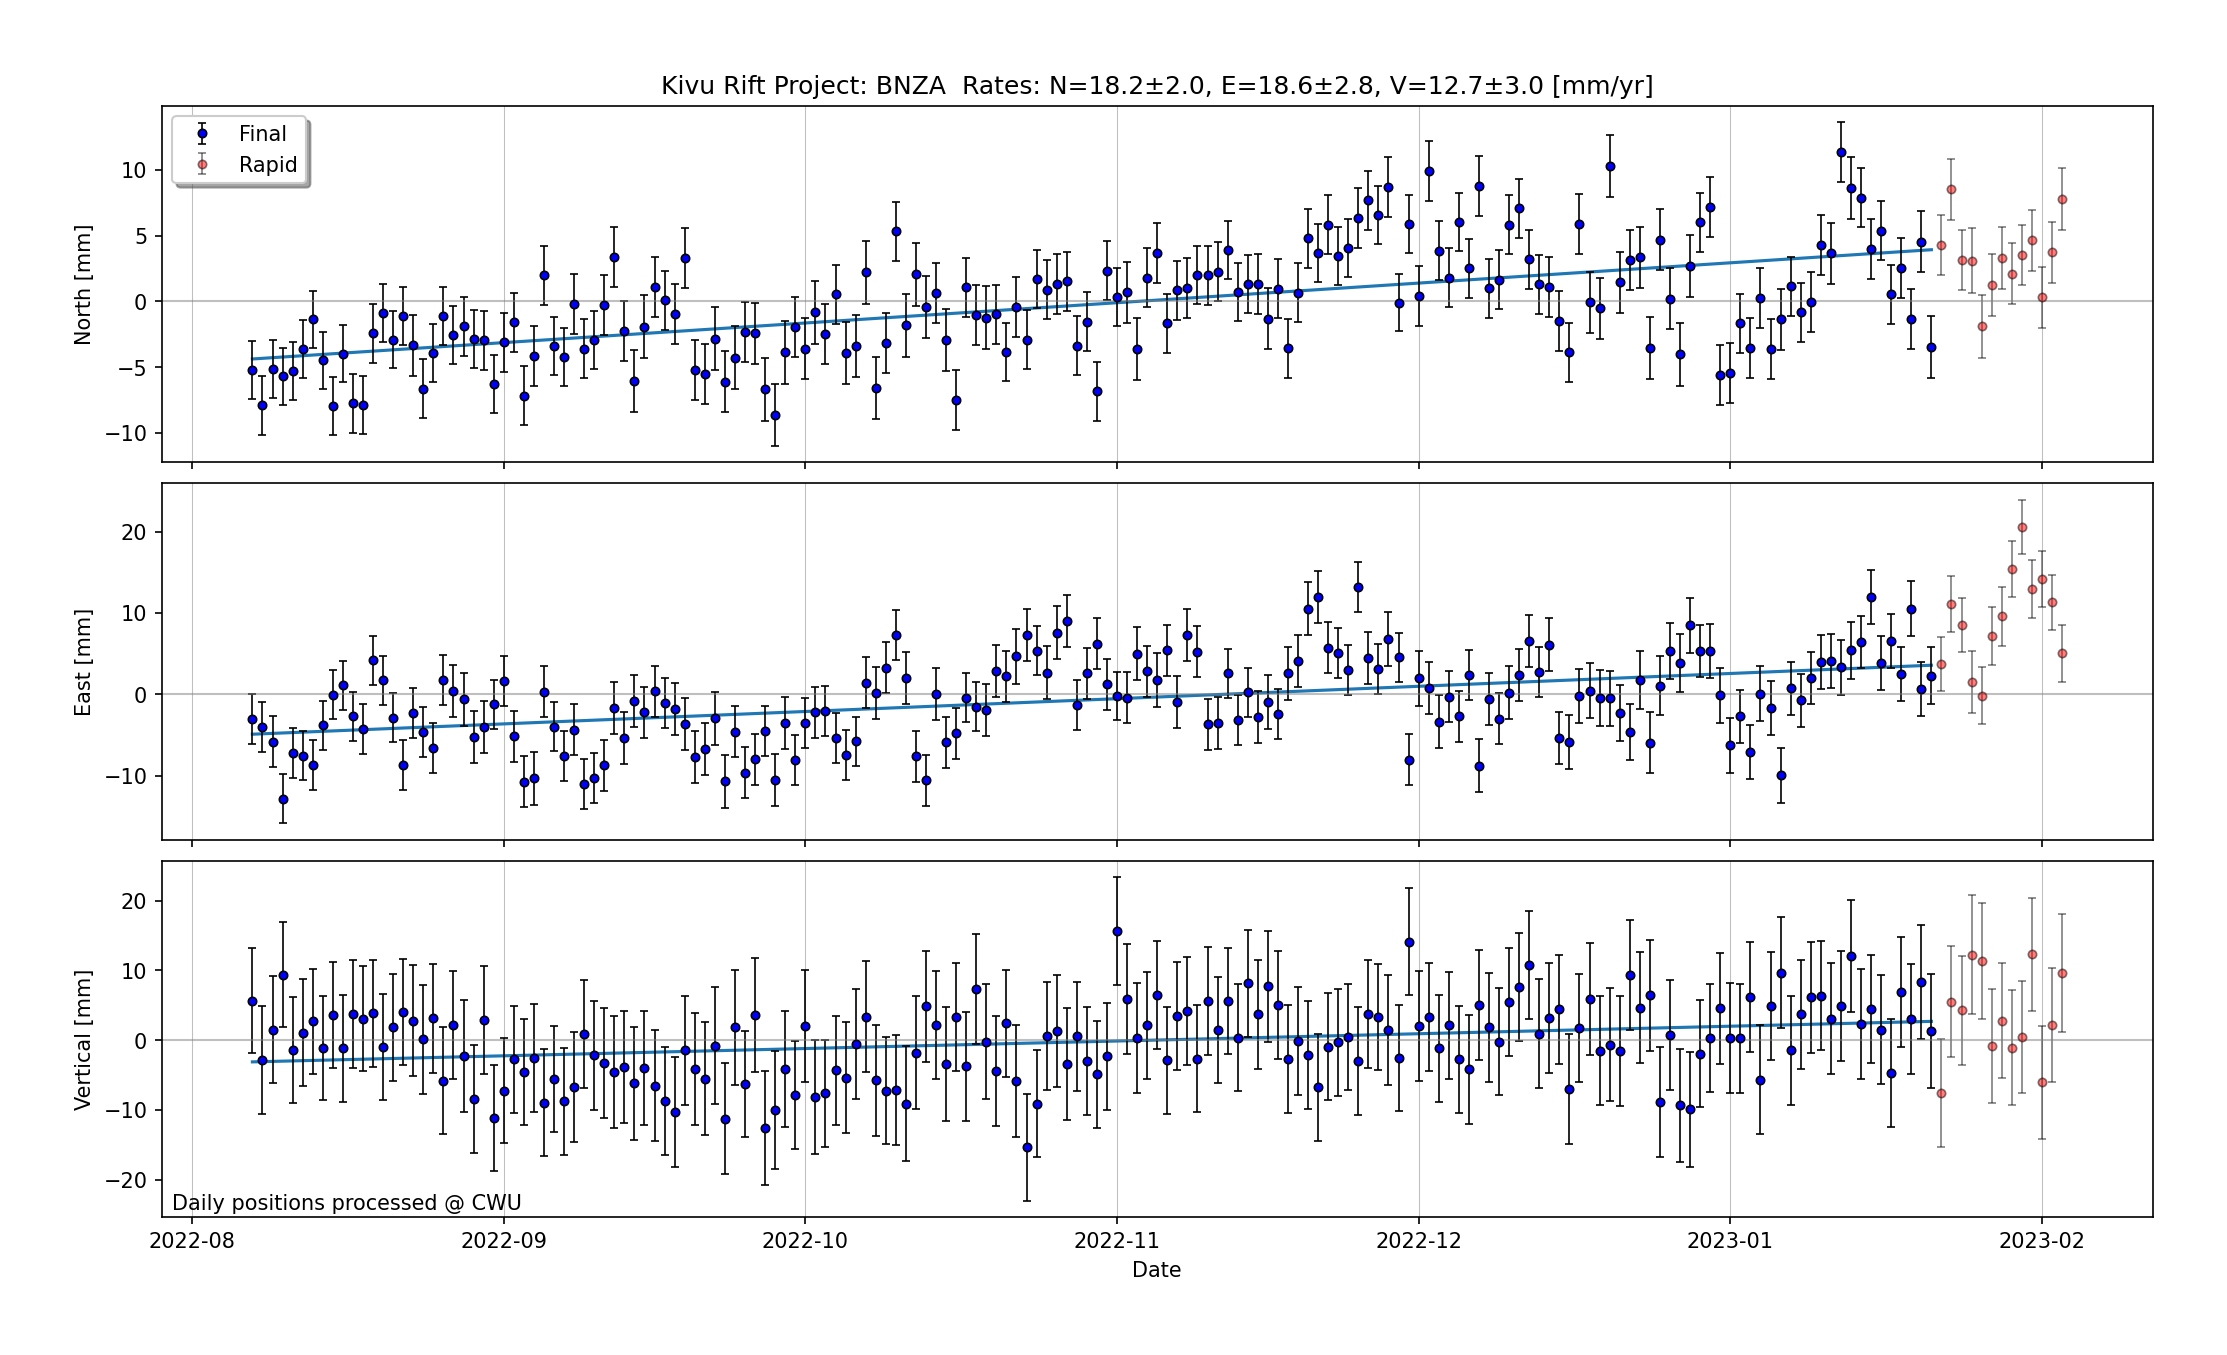 Kivu Rift Project: BNZA  Rates: N=18.2±2.0, E=18.6±2.8, V=12.7±3.0 [mm/yr]
Final
Rapid
North [mm]
10
5
0
−5
−10
East [mm]
20
10
0
−10
Vertical [mm]
20
10
0
−10
−20
Daily positions processed @ CWU
2022-08 2022-09 2022-10 2022-11 2022-12 2023-01 2023-02
Date